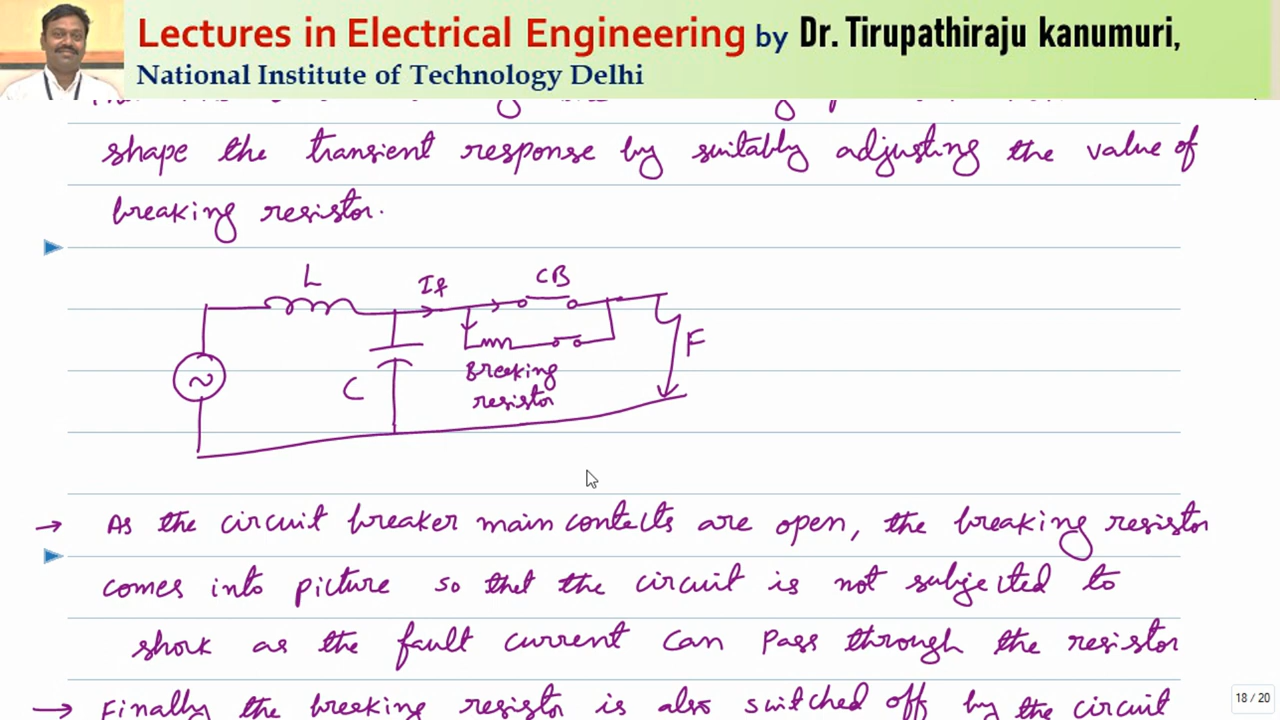 Lectures in Electrical Engineering by Dr. Tirupathiraju kanumuri,
National Institute of Technology Delhi
shape the transient response by suitably adjusting the value of
breaking resistor.
L
If
CB
C
Breaking
resistor
F
→ As the circuit breaker main contacts are open, the breaking resistor
comes into picture so that the circuit is not subjected to
shock as the fault current can pass through the resistor
→ Finally the breaking resistor is also switched off by the circuit
18 / 20